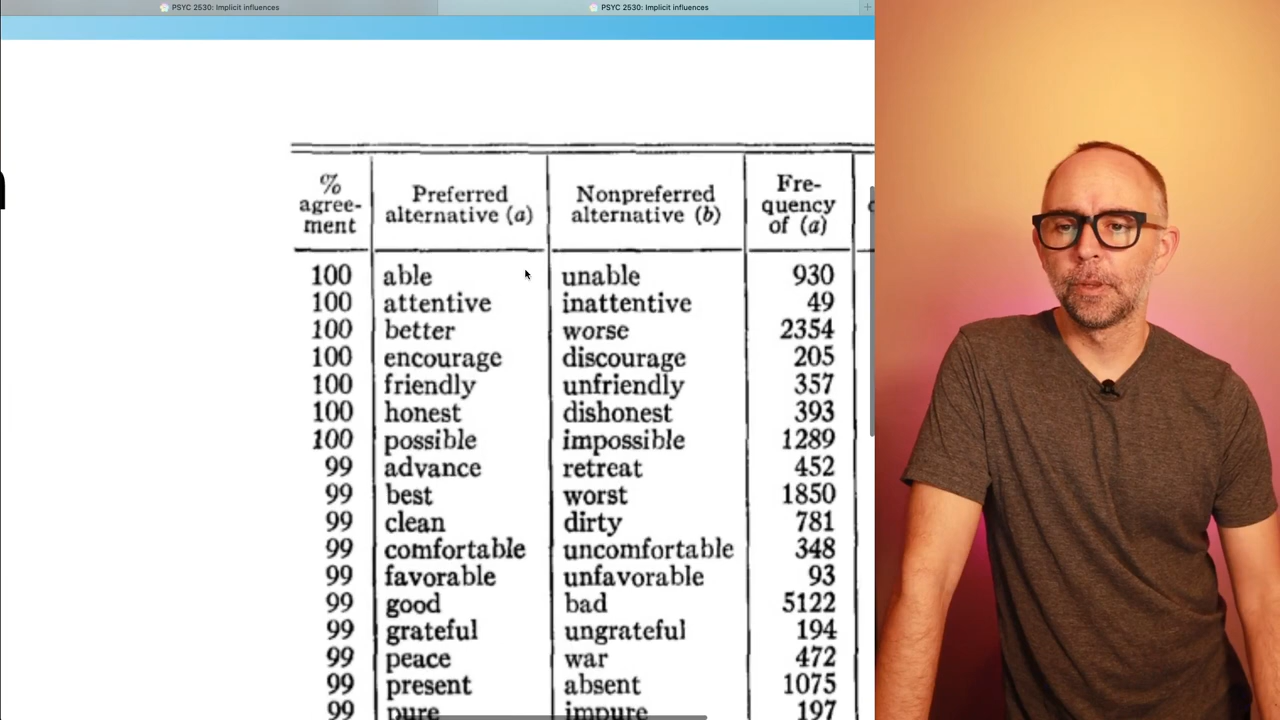 PSYC 2530: Implicit influences PSYC 2530: Implicit influences
% agree- ment Preferred alternative (a) Nonpreferred alternative (b) Fre- quency of (a)
100 able unable 930
100 attentive inattentive 49
100 better worse 2354
100 encourage discourage 205
100 friendly unfriendly 357
100 honest dishonest 393
100 possible impossible 1289
99 advance retreat 452
99 best worst 1850
99 clean dirty 781
99 comfortable uncomfortable 348
99 favorable unfavorable 93
99 good bad 5122
99 grateful ungrateful 194
99 peace war 472
99 present absent 1075
99 pure impure 197